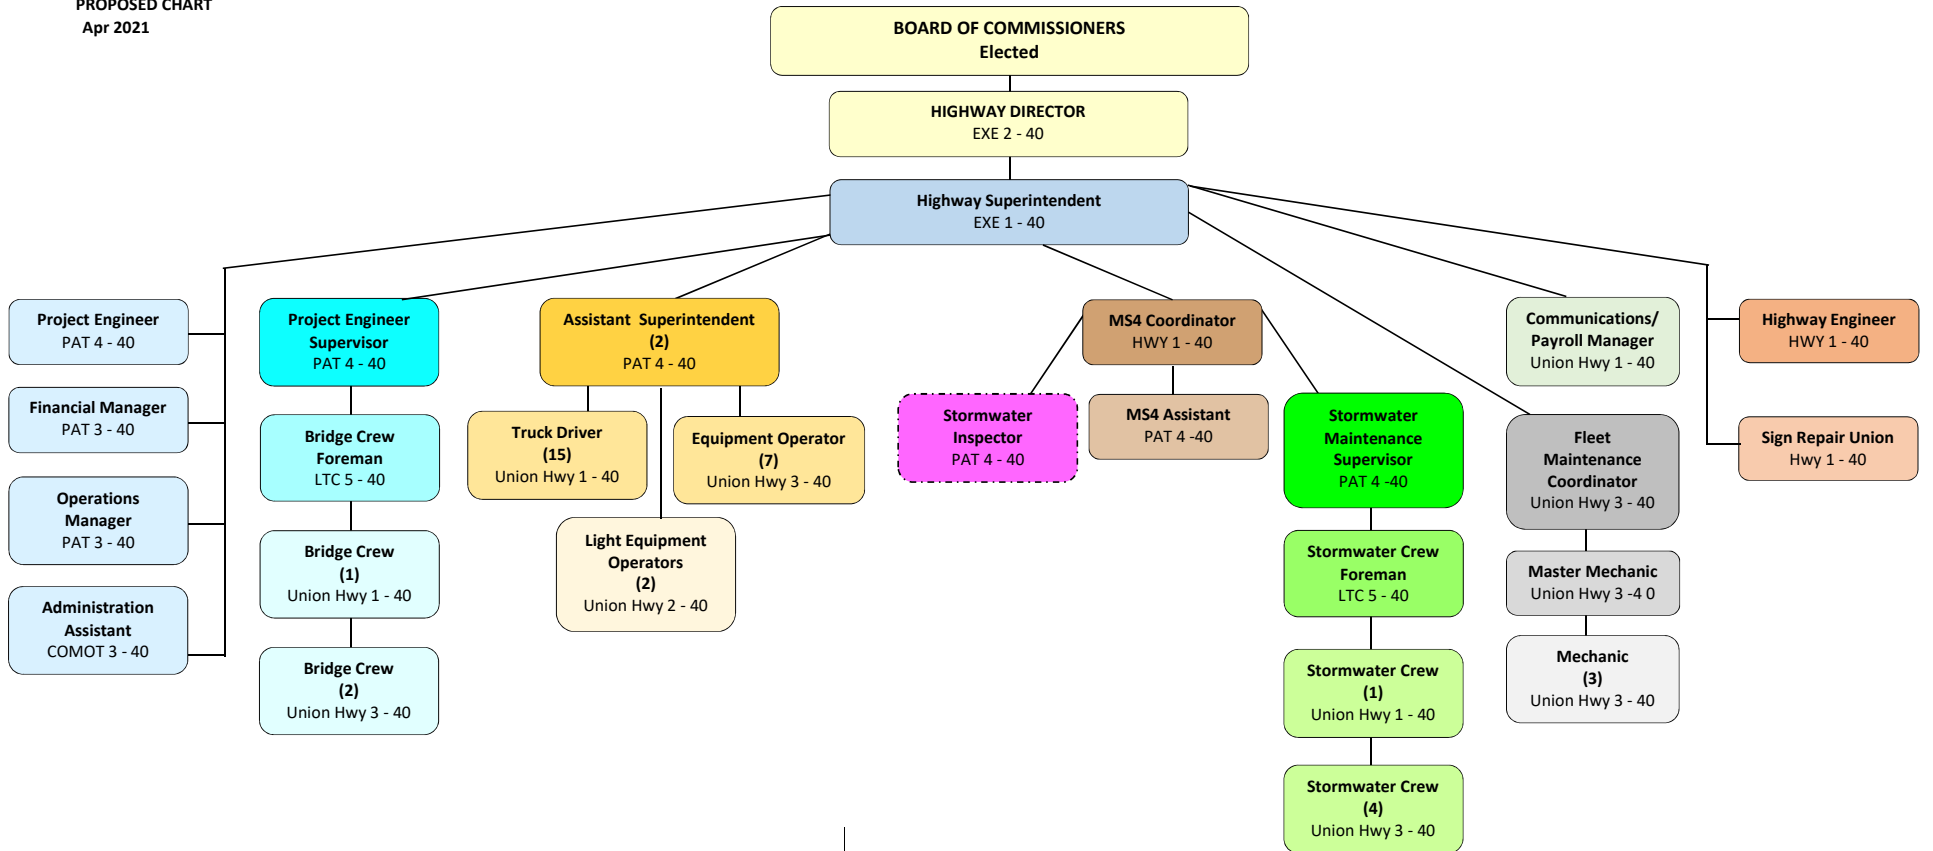 PROPOSED CHART
Apr 2021
BOARD OF COMMISSIONERS
Elected
HIGHWAY DIRECTOR
EXE 2 - 40
Highway Superintendent
EXE 1 - 40
Project Engineer
PAT 4 - 40
Financial Manager
PAT 3 - 40
Operations
Manager
PAT 3 - 40
Administration
Assistant
COMOT 3 - 40
Project Engineer
Supervisor
PAT 4 - 40
Bridge Crew
Foreman
LTC 5 - 40
Bridge Crew
(1)
Union Hwy 1 - 40
Bridge Crew
(2)
Union Hwy 3 - 40
Assistant  Superintendent
(2)
PAT 4 - 40
Truck Driver
(15)
Union Hwy 1 - 40
Equipment Operator
(7)
Union Hwy 3 - 40
Light Equipment
Operators
(2)
Union Hwy 2 - 40
MS4 Coordinator
HWY 1 - 40
Stormwater
Inspector
PAT 4 - 40
MS4 Assistant
PAT 4 -40
Stormwater
Maintenance
Supervisor
PAT 4 -40
Stormwater Crew
Foreman
LTC 5 - 40
Stormwater Crew
(1)
Union Hwy 1 - 40
Stormwater Crew
(4)
Union Hwy 3 - 40
Communications/
Payroll Manager
Union Hwy 1 - 40
Fleet
Maintenance
Coordinator
Union Hwy 3 - 40
Master Mechanic
Union Hwy 3 -4 0
Mechanic
(3)
Union Hwy 3 - 40
Highway Engineer
HWY 1 - 40
Sign Repair Union
Hwy 1 - 40